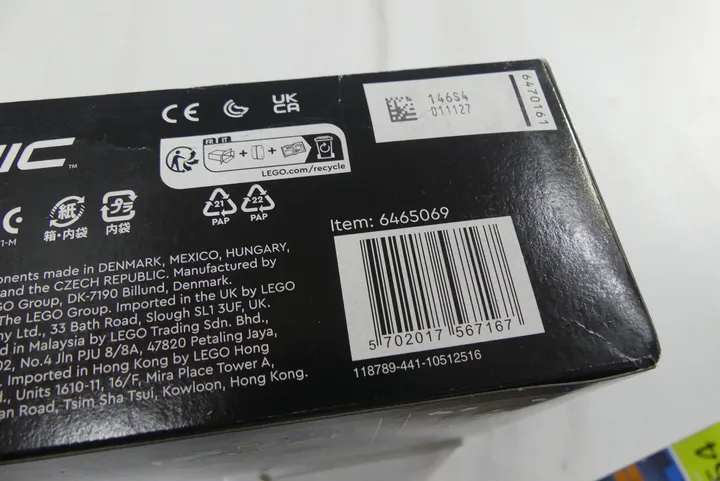 CE
UK
CA
146S4
011127
6470161
NIC™
FR IT
+ +
LEGO.com/recycle
21
PAP
22
PAP
紙
箱・内袋
プラ
内袋
Item: 6465069
5 702017 567167
118789-441-10512516
made in DENMARK, MEXICO, HUNGARY,
and the CZECH REPUBLIC. Manufactured by
Group, DK-7190 Billund, Denmark.
The LEGO Group. Imported in the UK by LEGO
Ltd., 33 Bath Road, Slough SL1 3UF, UK.
in Malaysia by LEGO Trading Sdn. Bhd.,
No.4 Jln PJU 8/8A, 47820 Petaling Jaya,
Imported in Hong Kong by LEGO Hong
Units 1610-11, 16/F, Mira Place Tower A,
Road, Tsim Sha Tsui, Kowloon, Hong Kong.